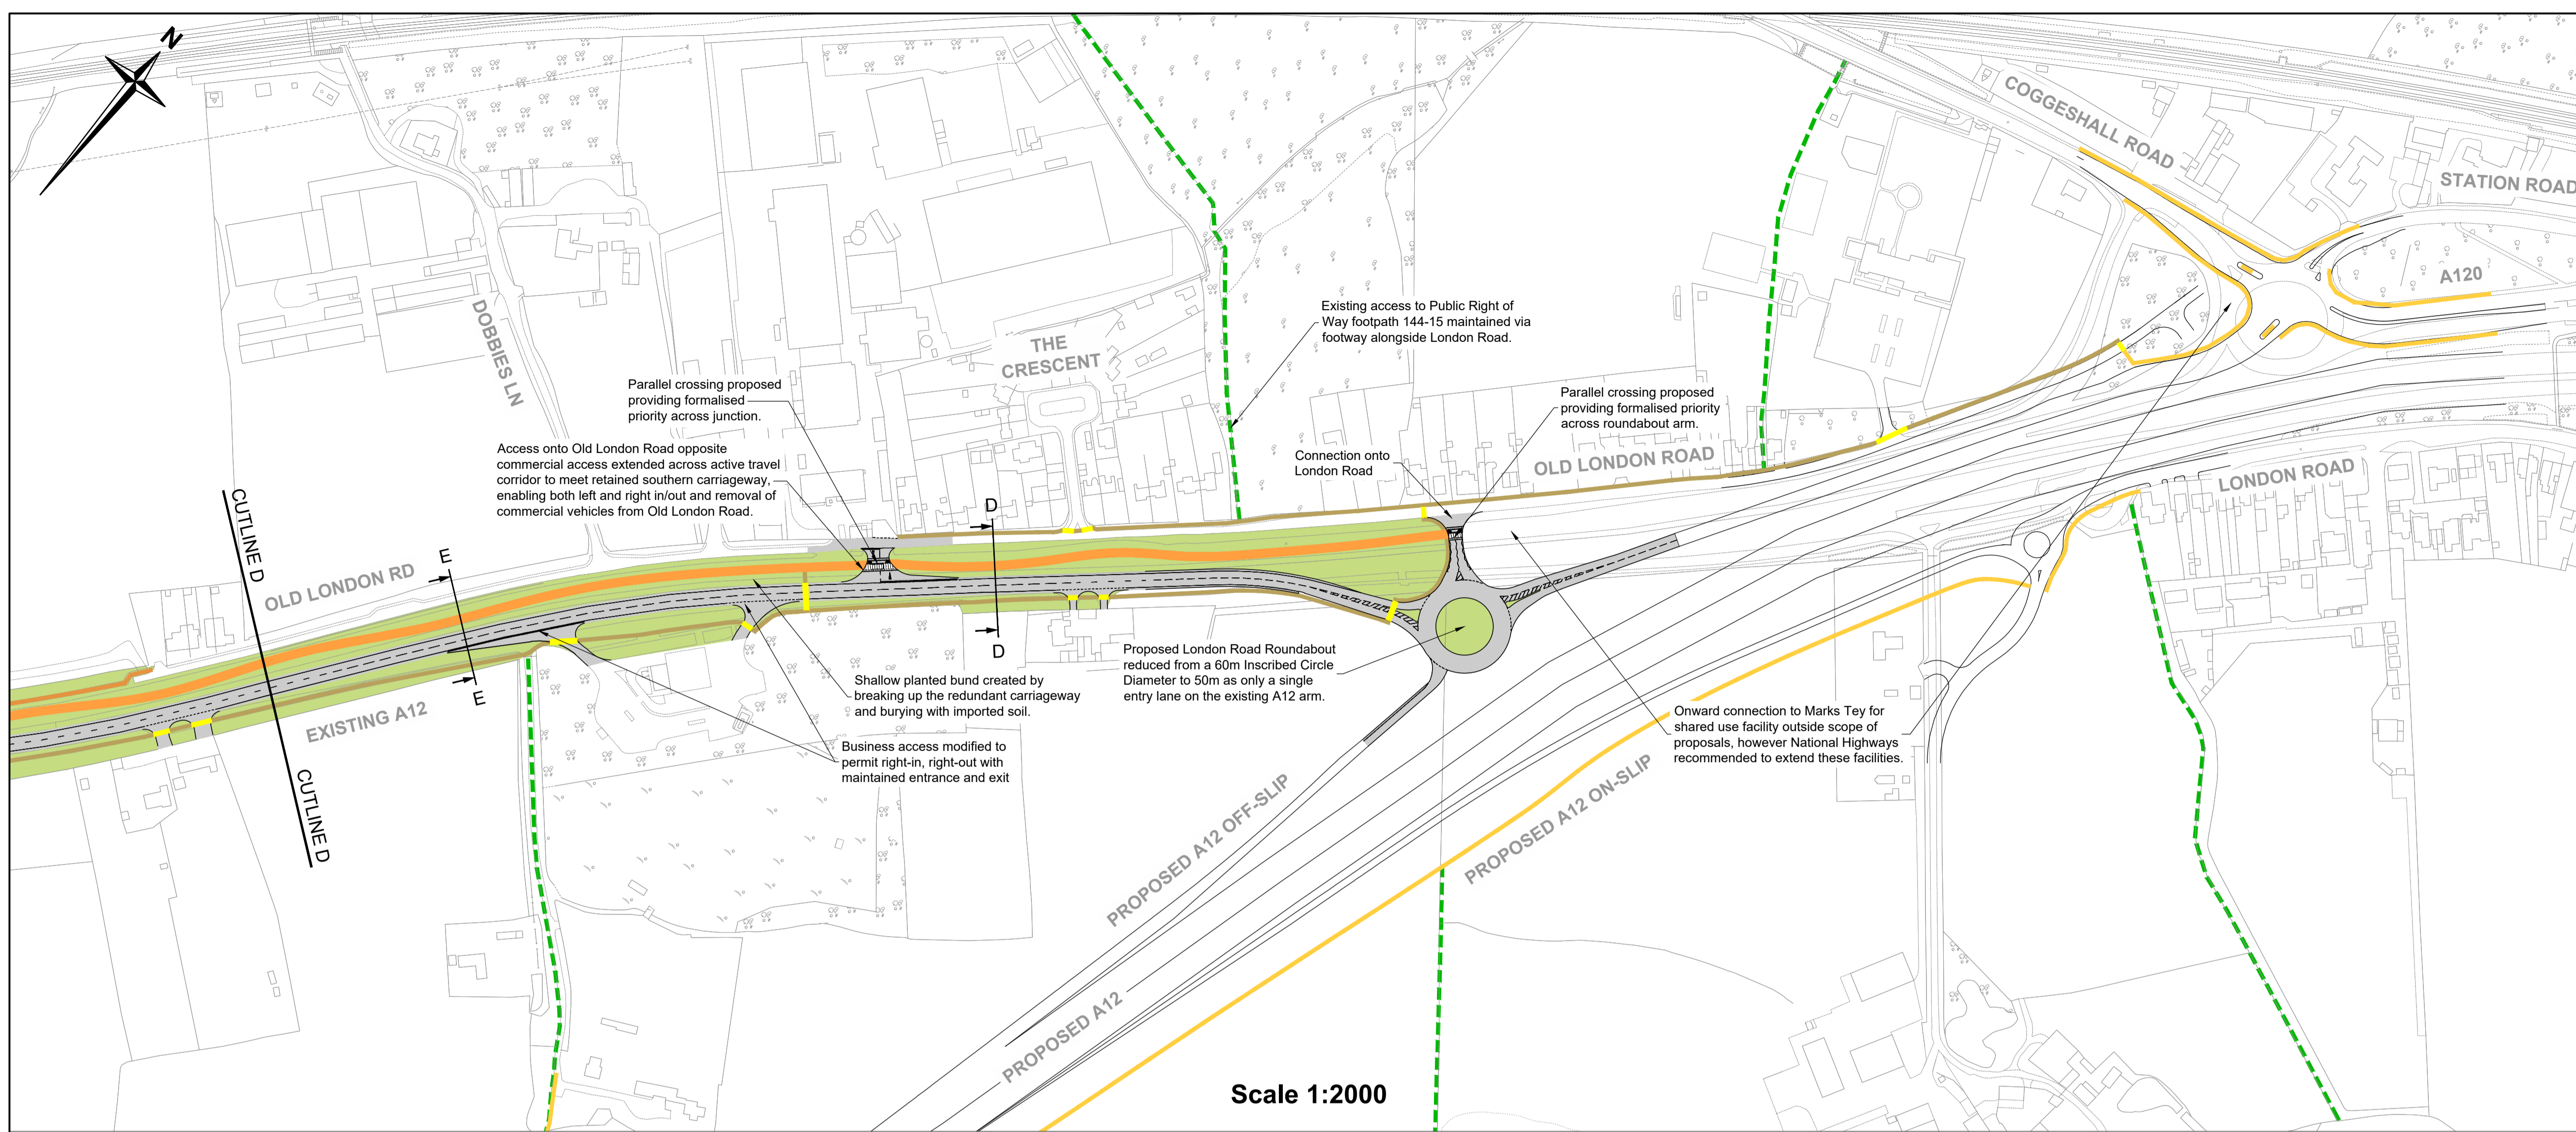 N
COGGESHALL ROAD
STATION ROAD
A120
DOBBIES LN
THE
CRESCENT
Existing access to Public Right of
Way footpath 144-15 maintained via
footway alongside London Road.
Parallel crossing proposed
providing formalised
priority across junction.
Parallel crossing proposed
providing formalised priority
across roundabout arm.
Access onto Old London Road opposite
commercial access extended across active travel
corridor to meet retained southern carriageway,
enabling both left and right in/out and removal of
commercial vehicles from Old London Road.
Connection onto
London Road
OLD LONDON ROAD
LONDON ROAD
CUTLINE D
D
E
OLD LONDON RD
D
E
EXISTING A12
CUTLINE D
Proposed London Road Roundabout
reduced from a 60m Inscribed Circle
Diameter to 50m as only a single
entry lane on the existing A12 arm.
Shallow planted bund created by
breaking up the redundant carriageway
and burying with imported soil.
Onward connection to Marks Tey for
shared use facility outside scope of
proposals, however National Highways
recommended to extend these facilities.
Business access modified to
permit right-in, right-out with
maintained entrance and exit
PROPOSED A12 OFF-SLIP
PROPOSED A12 ON-SLIP
PROPOSED A12
Scale 1:2000